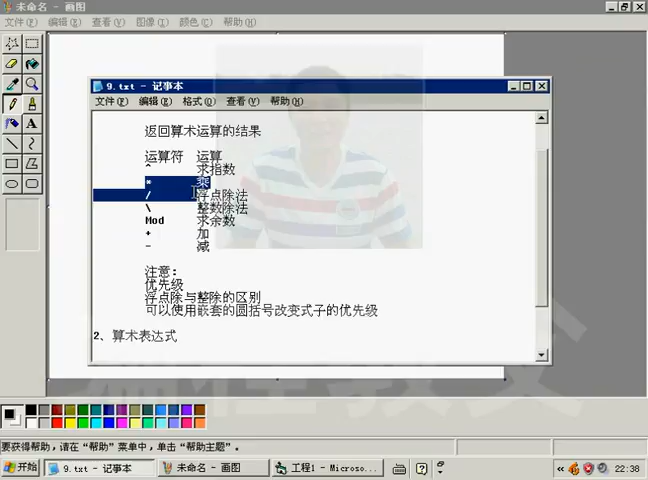 未命名 - 画图
文件(F) 编辑(E) 查看(V) 图像(I) 颜色(C) 帮助(H)
9.txt - 记事本
文件(F) 编辑(E) 格式(O) 查看(V) 帮助(H)
返回算术运算的结果
运算符 运算
^ 求指数
* 乘
/ 浮点除法
\ 整数除法
Mod 求余数
+ 加
- 减
注意:
优先级
浮点除与整除的区别
可以使用嵌套的圆括号改变式子的优先级
2、算术表达式
要获得帮助,请在“帮助”菜单中,单击“帮助主题”。
开始 9.txt - 记事本 未命名 - 画图 工程1 - Microso... « 22:38